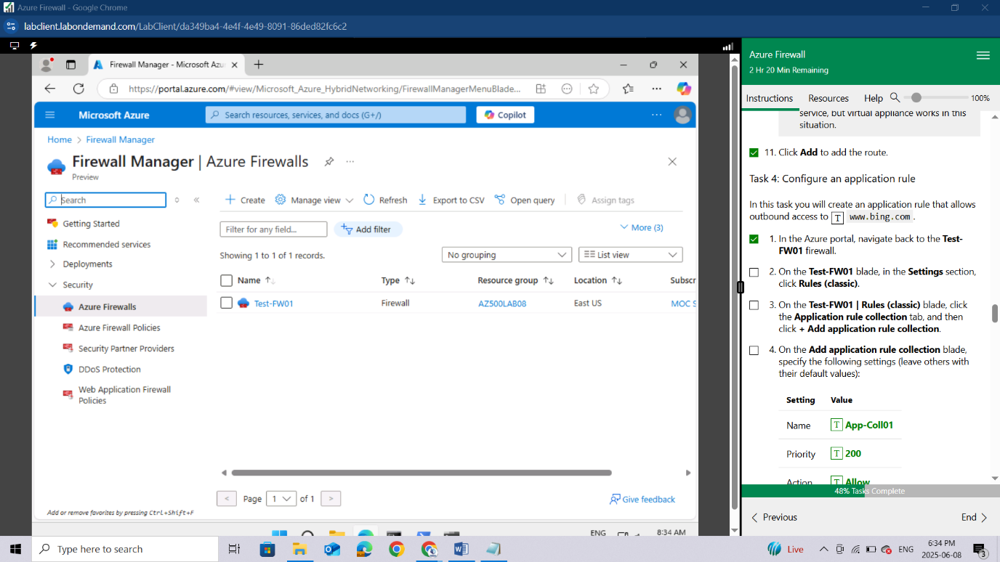 Azure Firewall - Google Chrome
labclient.labondemand.com/LabClient/da349ba4-4e4f-4e49-8091-86ded82fc6c2
Firewall Manager - Microsoft Azu
https://portal.azure.com/#view/Microsoft_Azure_HybridNetworking/FirewallManagerMenuBlade...
Microsoft Azure
Search resources, services, and docs (G+/)
Copilot
Home > Firewall Manager
Firewall Manager | Azure Firewalls
Preview
Search
Create
Manage view
Refresh
Export to CSV
Open query
Assign tags
Getting Started
Recommended services
Deployments
Security
Azure Firewalls
Azure Firewall Policies
Security Partner Providers
DDoS Protection
Web Application Firewall
Policies
Filter for any field...
Add filter
More (3)
Showing 1 to 1 of 1 records.
No grouping
List view
Name
Type
Resource group
Location
Subscr
Test-FW01
Firewall
AZ500LAB08
East US
MOC S
< Page 1 of 1 >
Give feedback
Add or remove favorites by pressing Ctrl+Shift+F
ENG
8:34 AM
Azure Firewall
2 Hr 20 Min Remaining
Instructions
Resources
Help
100%
service, but virtual appliance works in this
situation.
11. Click Add to add the route.
Task 4: Configure an application rule
In this task you will create an application rule that allows
outbound access to T www.bing.com .
1. In the Azure portal, navigate back to the Test-
FW01 firewall.
2. On the Test-FW01 blade, in the Settings section,
click Rules (classic).
3. On the Test-FW01 | Rules (classic) blade, click
the Application rule collection tab, and then
click + Add application rule collection.
4. On the Add application rule collection blade,
specify the following settings (leave others with
their default values):
Setting Value
Name T App-Coll01
Priority T 200
Action T Allow
48% Tasks Complete
Previous
End
Type here to search
Live
ENG
6:34 PM
2025-06-08
3